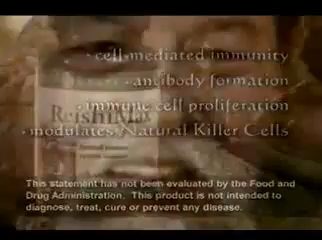 - cell-mediated immunity
- antibody formation
- immune cell proliferation
- modulates Natural Killer Cells
ReishiMax
This statement has not been evaluated by the Food and
Drug Administration. This product is not intended to
diagnose, treat, cure or prevent any disease.